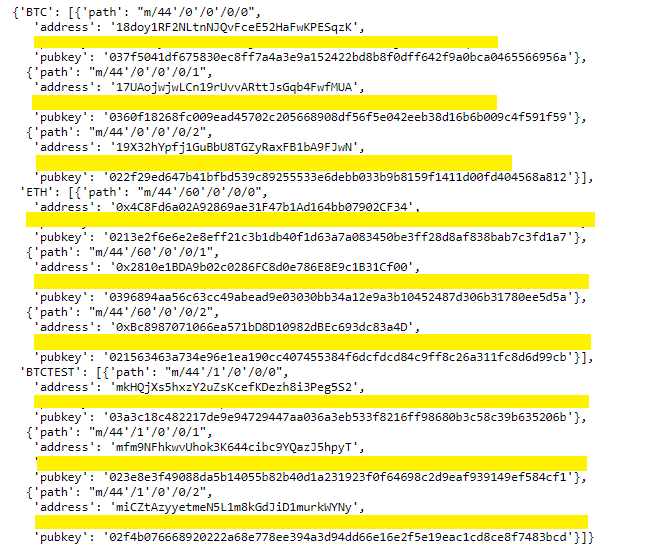 {'BTC': [{'path': "m/44'/0'/0'/0/0",
'address': '18doy1RF2NLtnNJQvFceE52HaFwKPESqzK',
'pubkey': '037f5041df675830ec8ff7a4a3e9a152422bd8b8f0dff642f9a0bca0465566956a'},
{'path': "m/44'/0'/0'/0/1",
'address': '17UAojwjwLCn19rUvvARttJsGqb4FwfMUA',
'pubkey': '0360f18268fc009ead45702c205668908df56f5e042eeb38d16b6b009c4f591f59'},
{'path': "m/44'/0'/0'/0/2",
'address': '19X32hYpfj1GuBbU8TGZyRaxFB1bA9FJwN',
'pubkey': '022f29ed647b41bfbd539c89255533e6debb033b9b8159f1411d00fd404568a812'}],
'ETH': [{'path': "m/44'/60'/0'/0/0",
'address': '0x4C8Fd6a02A92869ae31F47b1Ad164bb07902CF34',
'pubkey': '0213e2f6e6e2e8eff21c3b1db40f1d63a7a083450be3ff28d8af838bab7c3fd1a7'},
{'path': "m/44'/60'/0'/0/1",
'address': '0x2810e1BDA9b02c0286FC8d0e786E8E9c1B31Cf00',
'pubkey': '0396894aa56c63cc49abead9e03030bb34a12e9a3b10452487d306b31780ee5d5a'},
{'path': "m/44'/60'/0'/0/2",
'address': '0xBc8987071066ea571bD8D10982dBEc693dc83a4D',
'pubkey': '021563463a734e96e1ea190cc407455384f6dcfdcd84c9ff8c26a311fc8d6d99cb'}],
'BTCTEST': [{'path': "m/44'/1'/0'/0/0",
'address': 'mkHQjXs5hxzY2uZsKcefKDezh8i3Peg5S2',
'pubkey': '03a3c18c482217de9e94729447aa036a3eb533f8216ff98680b3c58c39b635206b'},
{'path': "m/44'/1'/0'/0/1",
'address': 'mfm9NFhkwvUhok3K644cibc9YQazJ5hpyT',
'pubkey': '023e8e3f49088da5b14055b82b40d1a231923f0f64698c2d9eaf939149ef584cf1'},
{'path': "m/44'/1'/0'/0/2",
'address': 'miCZtAzyyetmeN5L1m8kGdJiD1murkWYNy',
'pubkey': '02f4b076668920222a68e778ee394a3d94dd66e16e2f5e19eac1cd8ce8f7483bcd'}]}